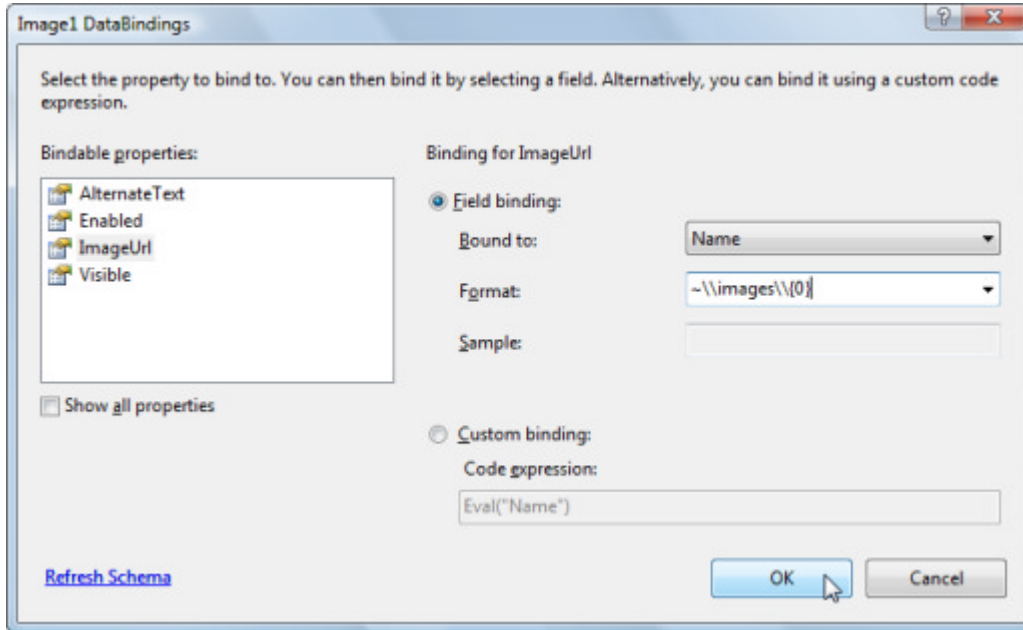 Image1 DataBindings
Select the property to bind to. You can then bind it by selecting a field. Alternatively, you can bind it using a custom code
expression.
Bindable properties:
AlternateText
Enabled
ImageUrl
Visible
Show all properties
Binding for ImageUrl
Field binding:
Bound to: Name
Format: ~\\images\\{0}
Sample:
Custom binding:
Code expression:
Eval("Name")
Refresh Schema
OK Cancel